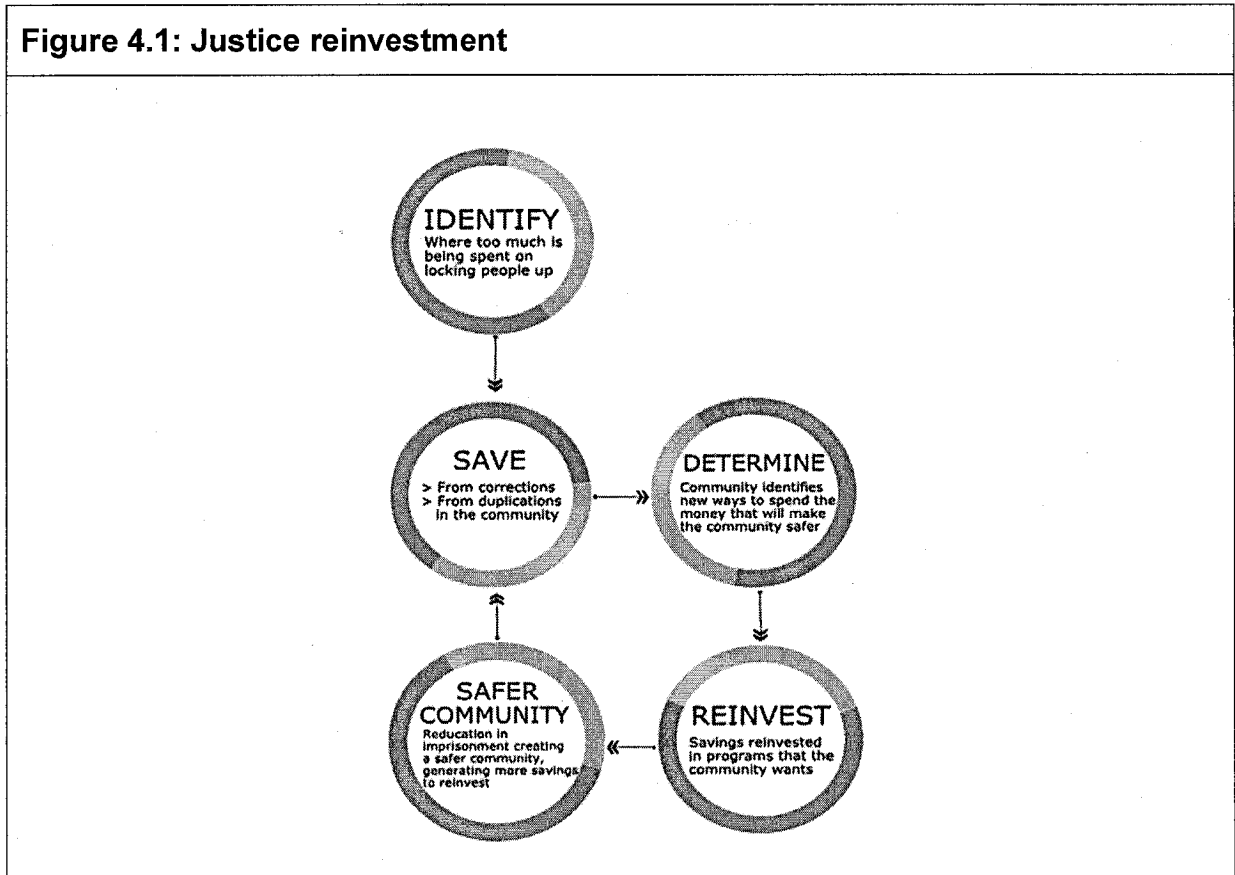 Figure 4.1: Justice reinvestment
IDENTIFY
Where too much is
being spent on
locking people up
SAVE
> From corrections
> From duplications
in the community
DETERMINE
Community identifies
new ways to spend the
money that will make
the community safer
SAFER
COMMUNITY
Reducation in
imprisonment creating
a safer community,
generating more savings
to reinvest
REINVEST
Savings reinvested
in programs that the
community wants